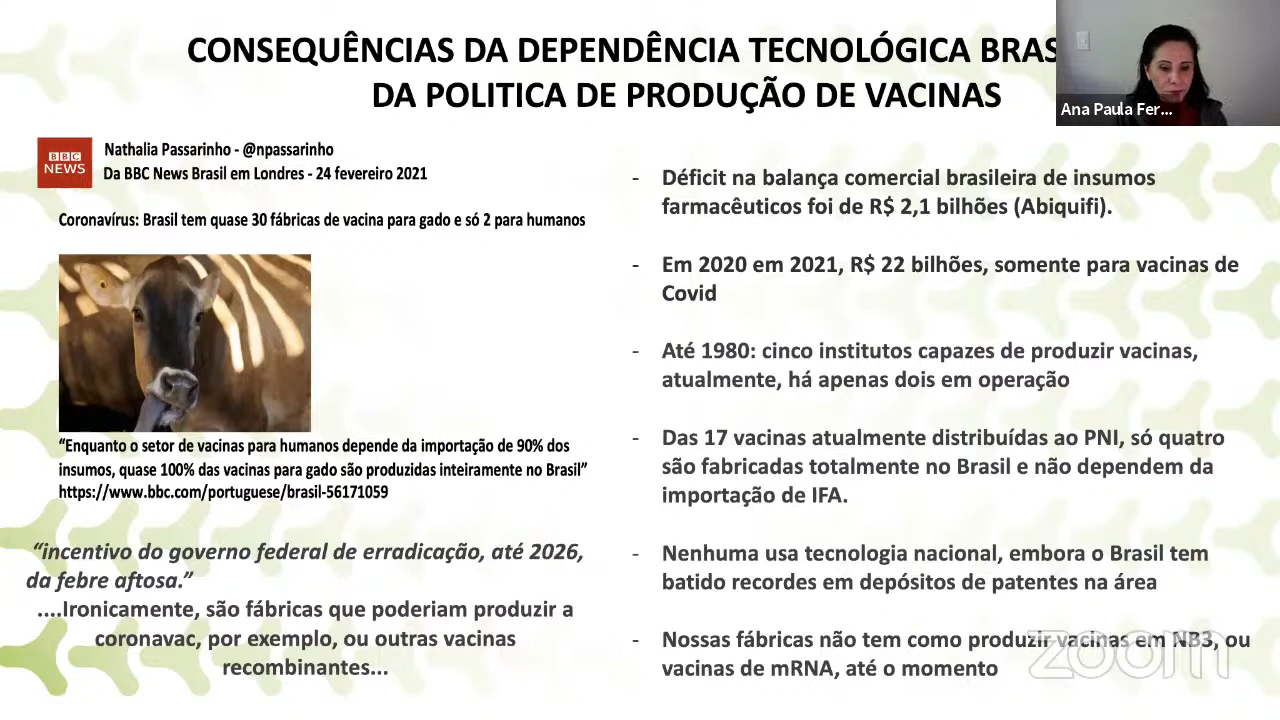 CONSEQUÊNCIAS DA DEPENDÊNCIA TECNOLÓGICA BRAS
DA POLITICA DE PRODUÇÃO DE VACINAS
Ana Paula Fer...
BBC
NEWS
Nathalia Passarinho - @npassarinho
Da BBC News Brasil em Londres - 24 fevereiro 2021
Coronavírus: Brasil tem quase 30 fábricas de vacina para gado e só 2 para humanos
“Enquanto o setor de vacinas para humanos depende da importação de 90% dos
insumos, quase 100% das vacinas para gado são produzidas inteiramente no Brasil”
https://www.bbc.com/portuguese/brasil-56171059
“incentivo do governo federal de erradicação, até 2026,
da febre aftosa.”
....Ironicamente, são fábricas que poderiam produzir a
coronavac, por exemplo, ou outras vacinas
recombinantes...
- Déficit na balança comercial brasileira de insumos
farmacêuticos foi de R$ 2,1 bilhões (Abiquifi).
- Em 2020 em 2021, R$ 22 bilhões, somente para vacinas de
Covid
- Até 1980: cinco institutos capazes de produzir vacinas,
atualmente, há apenas dois em operação
- Das 17 vacinas atualmente distribuídas ao PNI, só quatro
são fabricadas totalmente no Brasil e não dependem da
importação de IFA.
- Nenhuma usa tecnologia nacional, embora o Brasil tem
batido recordes em depósitos de patentes na área
- Nossas fábricas não tem como produzir vacinas em NB3, ou
vacinas de mRNA, até o momento
zoom